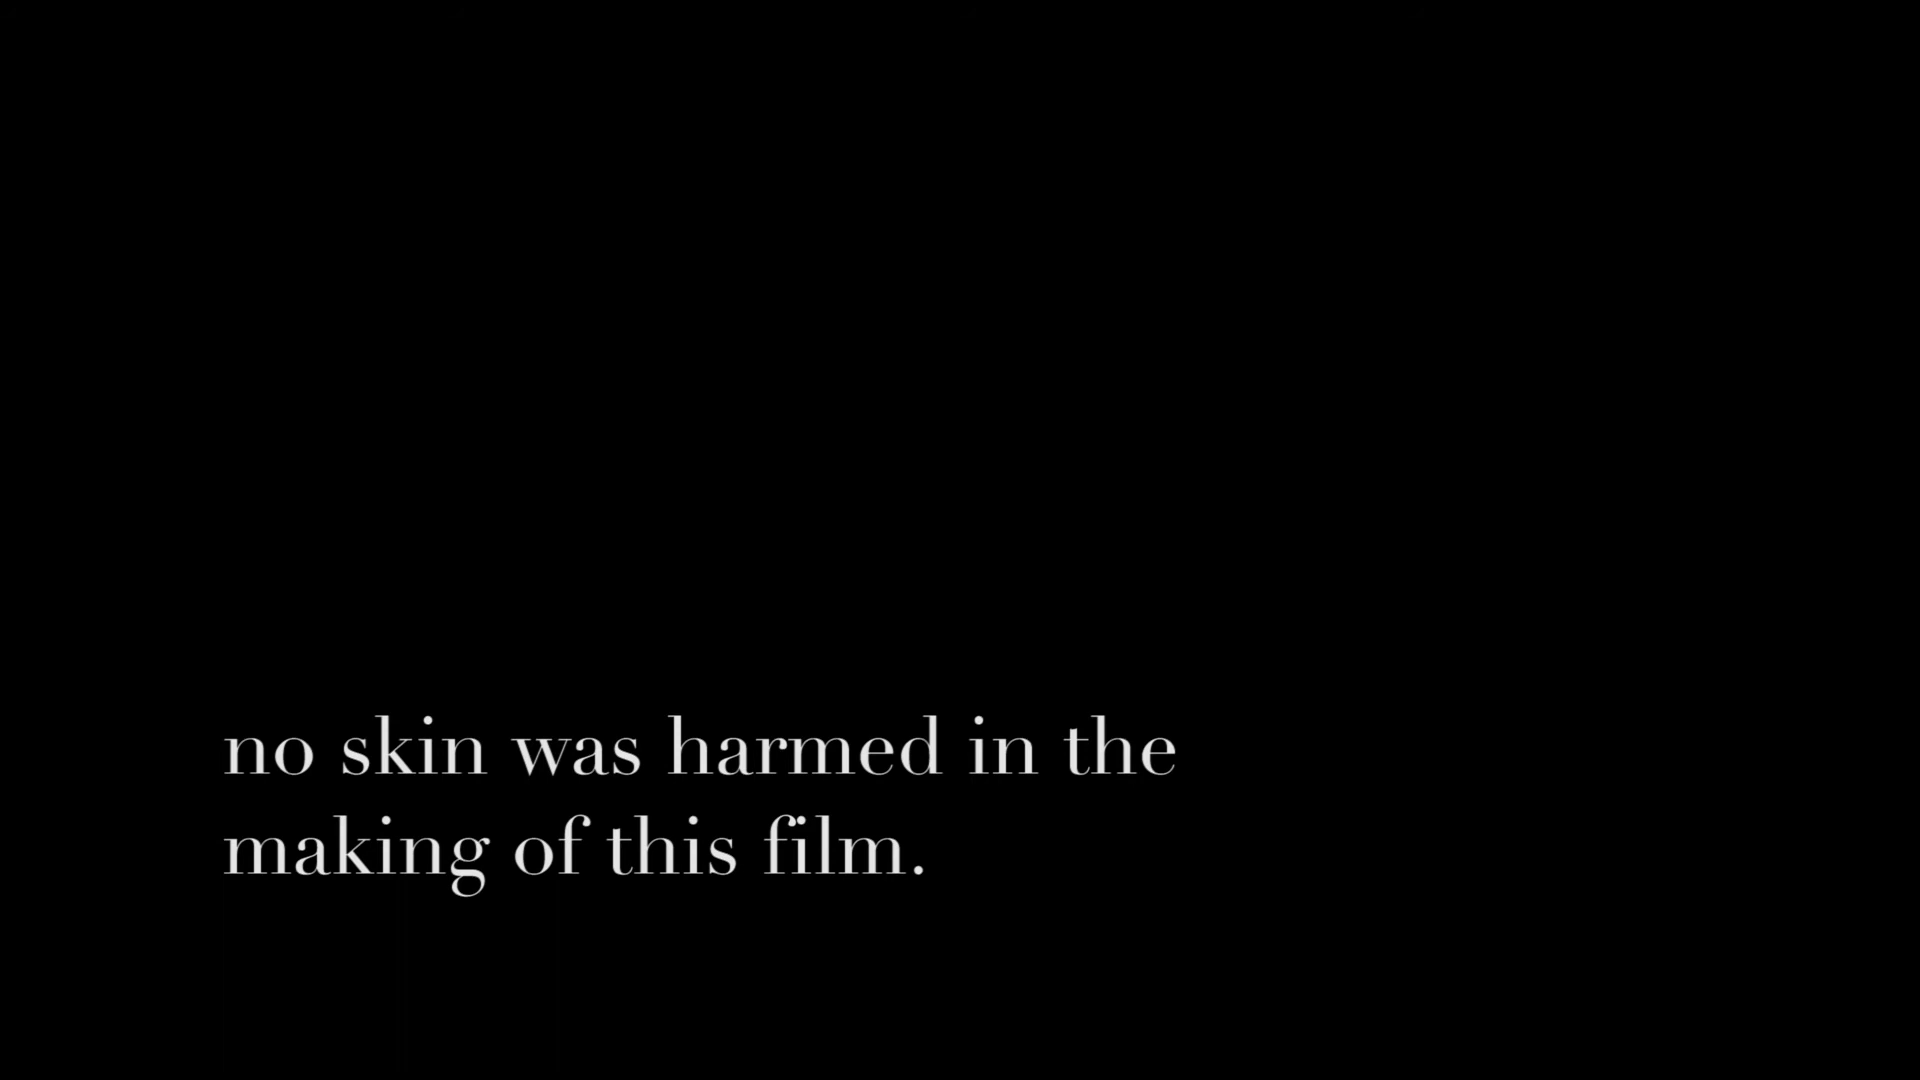 no skin was harmed in the
making of this film.